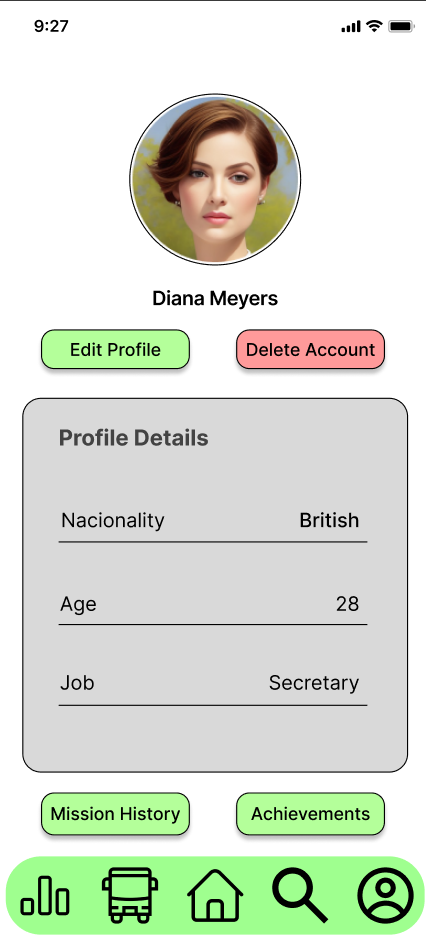 9:27
Diana Meyers
Edit Profile
Delete Account
Profile Details
Nacionality British
Age 28
Job Secretary
Mission History
Achievements